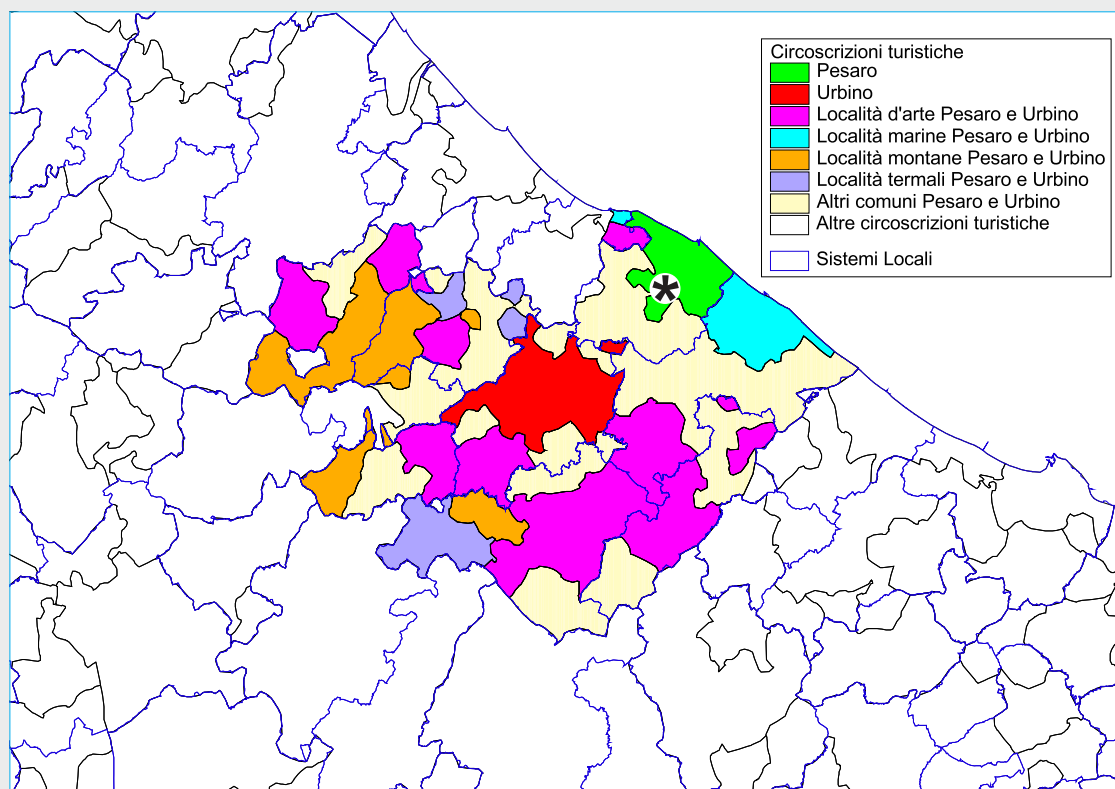 Circoscrizioni turistiche
Pesaro
Urbino
Località d'arte Pesaro e Urbino
Località marine Pesaro e Urbino
Località montane Pesaro e Urbino
Località termali Pesaro e Urbino
Altri comuni Pesaro e Urbino
Altre circoscrizioni turistiche
Sistemi Locali
*